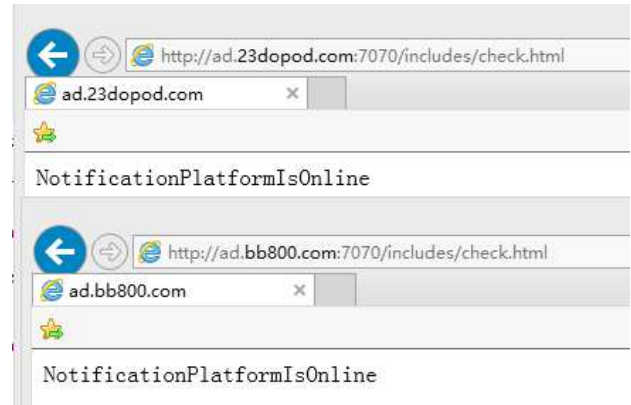 http://ad.23dopod.com:7070/includes/check.html
ad.23dopod.com
NotificationPlatformIsOnline
http://ad.bb800.com:7070/includes/check.html
ad.bb800.com
NotificationPlatformIsOnline